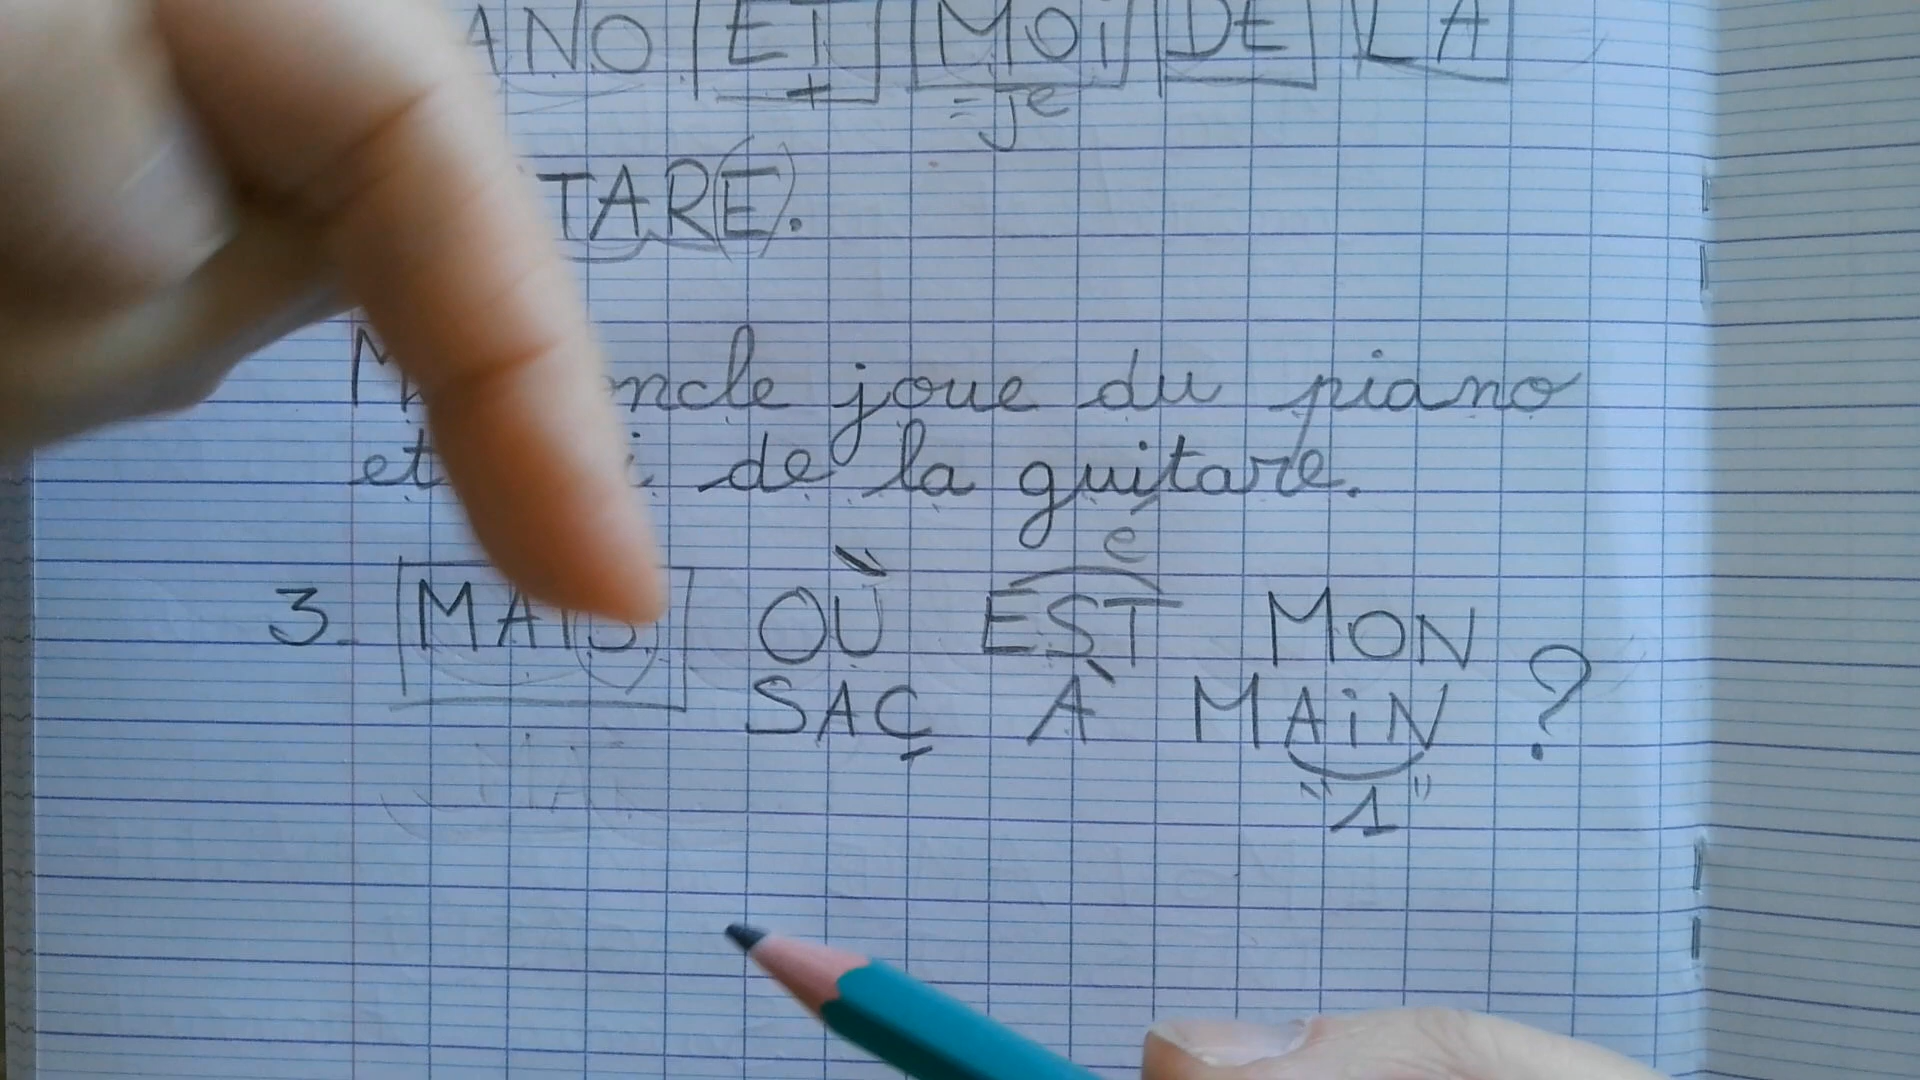 ANO ET MOi DE LA
+ = je
TARE.
oncle joue du piano
et de la guitare.
é
3_ MAIS OÙ EST MON
SAÇ À MAiN ?
"1"